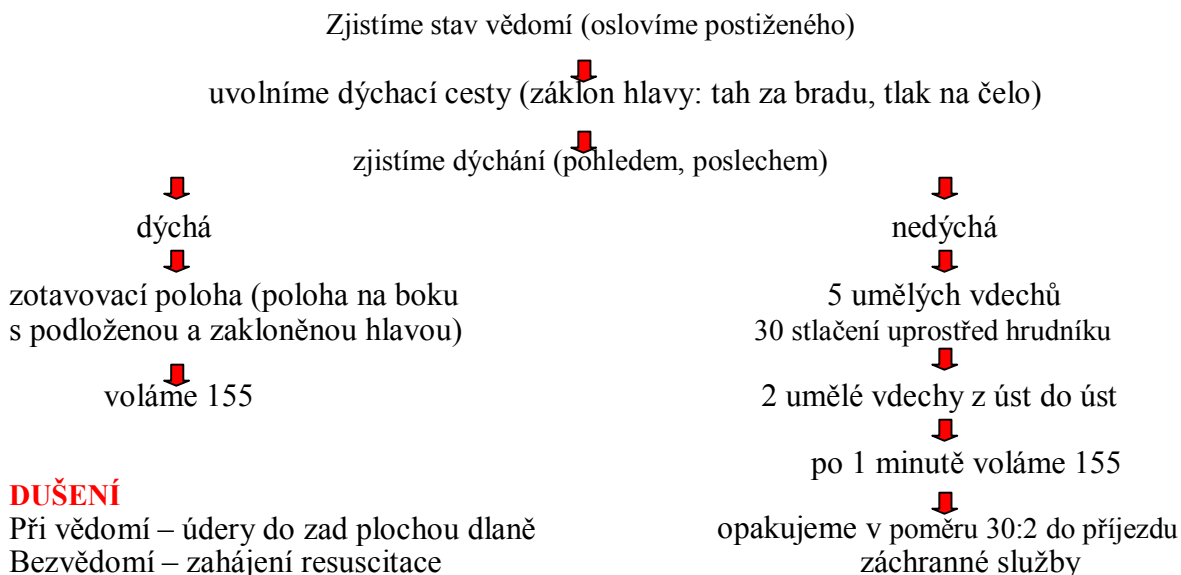 Zjistíme stav vědomí (oslovíme postiženého)
uvolníme dýchací cesty (záklon hlavy: tah za bradu, tlak na čelo)
zjistíme dýchání (pohledem, poslechem)
dýchá
zotavovací poloha (poloha na boku
s podloženou a zakloněnou hlavou)
voláme 155
nedýchá
5 umělých vdechů
30 stlačení uprostřed hrudníku
2 umělé vdechy z úst do úst
po 1 minutě voláme 155
opakujeme v poměru 30:2 do příjezdu
záchranné služby
DUŠENÍ
Při vědomí – údery do zad plochou dlaně
Bezvědomí – zahájení resuscitace